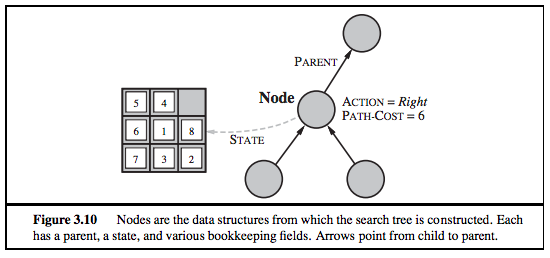 PARENT
Node
ACTION = Right
PATH-COST = 6
5 4
6 1 8
7 3 2
STATE
Figure 3.10 Nodes are the data structures from which the search tree is constructed. Each
has a parent, a state, and various bookkeeping fields. Arrows point from child to parent.